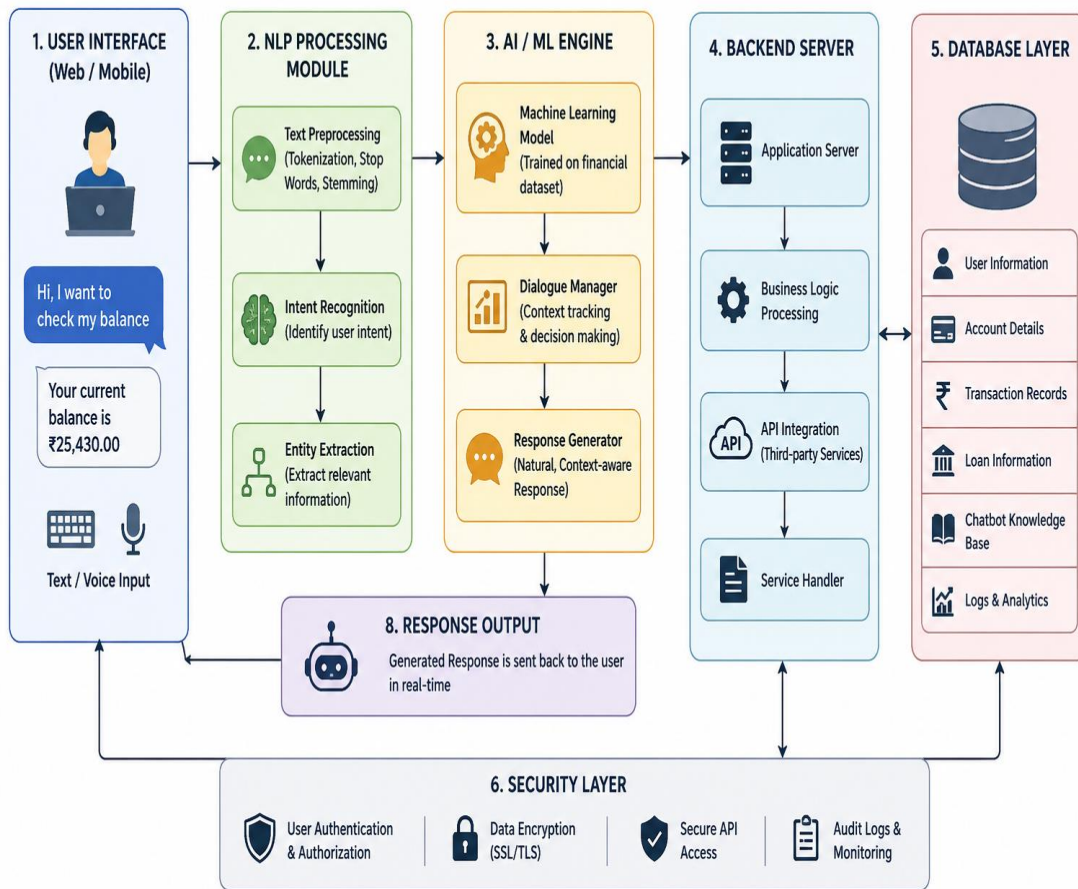 1. USER INTERFACE
(Web / Mobile)
Hi, I want to
check my balance
Your current
balance is
₹25,430.00
Text / Voice Input
2. NLP PROCESSING
MODULE
Text Preprocessing
(Tokenization, Stop
Words, Stemming)
Intent Recognition
(Identify user intent)
Entity Extraction
(Extract relevant
information)
3. AI / ML ENGINE
Machine Learning
Model
(Trained on financial
dataset)
Dialogue Manager
(Context tracking
& decision making)
Response Generator
(Natural, Context-aware
Response)
4. BACKEND SERVER
Application Server
Business Logic
Processing
API
API Integration
(Third-party Services)
Service Handler
5. DATABASE LAYER
User Information
Account Details
₹
Transaction Records
Loan Information
Chatbot Knowledge
Base
Logs & Analytics
8. RESPONSE OUTPUT
Generated Response is sent back to the user
in real-time
6. SECURITY LAYER
User Authentication
& Authorization
Data Encryption
(SSL/TLS)
Secure API
Access
Audit Logs &
Monitoring